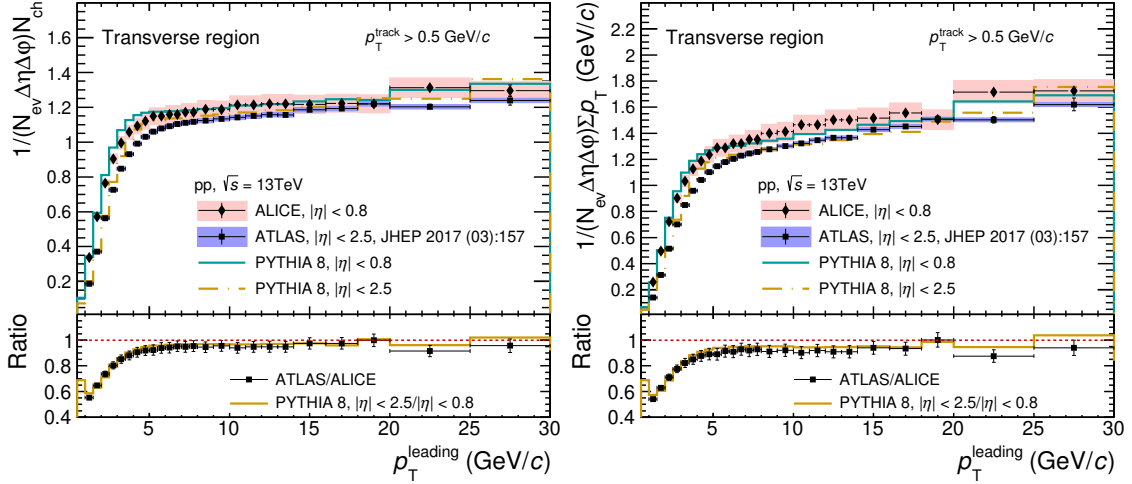 1/(N_ev Δη Δφ) N_ch
Transverse region
p_T^track > 0.5 GeV/c
1.6
1.4
1.2
1.0
0.8
0.6
0.4
0.2
pp, √s = 13TeV
ALICE, |η| < 0.8
ATLAS, |η| < 2.5, JHEP 2017 (03):157
PYTHIA 8, |η| < 0.8
PYTHIA 8, |η| < 2.5
Ratio
1
0.8
0.6
0.4
ATLAS/ALICE
PYTHIA 8, |η| < 2.5/|η| < 0.8
5 10 15 20 25 30
p_T^leading (GeV/c)
1/(N_ev Δη Δφ) Σp_T (GeV/c)
Transverse region
p_T^track > 0.5 GeV/c
2.2
2.0
1.8
1.6
1.4
1.2
1.0
0.8
0.6
0.4
0.2
pp, √s = 13TeV
ALICE, |η| < 0.8
ATLAS, |η| < 2.5, JHEP 2017 (03):157
PYTHIA 8, |η| < 0.8
PYTHIA 8, |η| < 2.5
Ratio
1
0.8
0.6
0.4
ATLAS/ALICE
PYTHIA 8, |η| < 2.5/|η| < 0.8
5 10 15 20 25 30
p_T^leading (GeV/c)